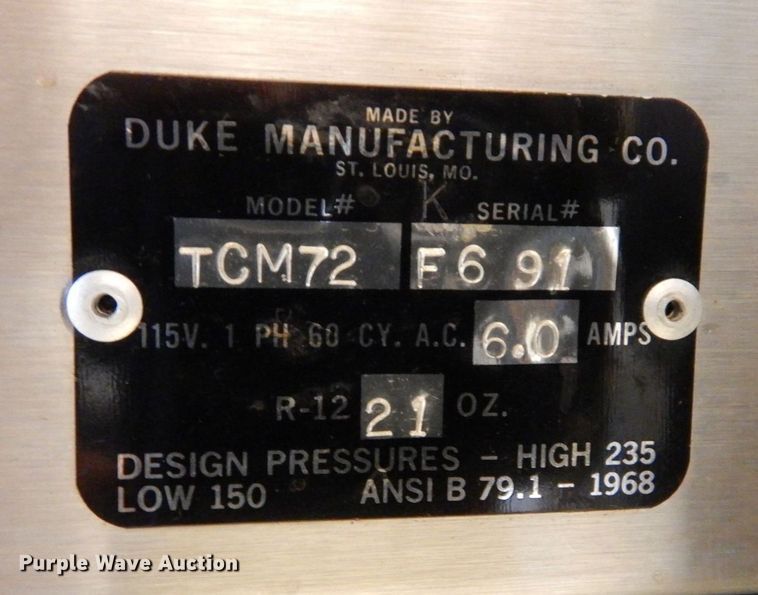 MADE BY
DUKE MANUFACTURING CO.
ST. LOUIS, MO.
K
MODEL# SERIAL#
TCM72 F6 91
115V. 1 PH 60 CY. A.C. 6.0 AMPS
R-12 21 OZ.
DESIGN PRESSURES – HIGH 235
LOW 150 ANSI B 79.1 – 1968
Purple Wave Auction